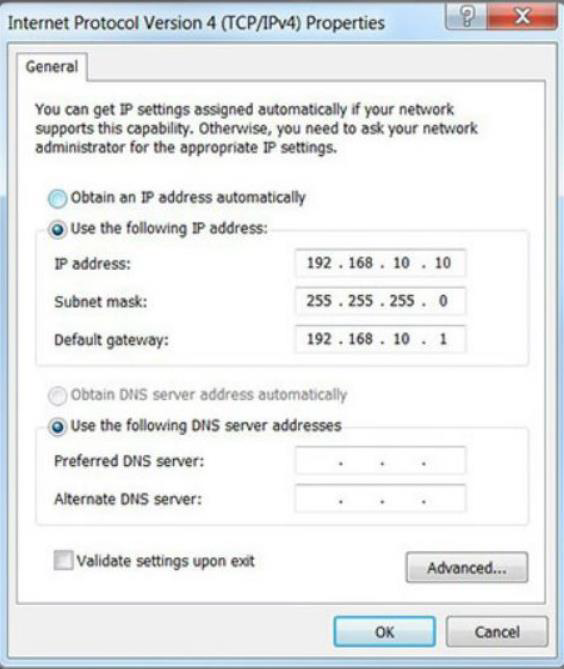 Internet Protocol Version 4 (TCP/IPv4) Properties
General
You can get IP settings assigned automatically if your network
supports this capability. Otherwise, you need to ask your network
administrator for the appropriate IP settings.
Obtain an IP address automatically
Use the following IP address:
IP address: 192 . 168 . 10 . 10
Subnet mask: 255 . 255 . 255 . 0
Default gateway: 192 . 168 . 10 . 1
Obtain DNS server address automatically
Use the following DNS server addresses
Preferred DNS server: . . .
Alternate DNS server: . . .
Validate settings upon exit
Advanced...
OK Cancel